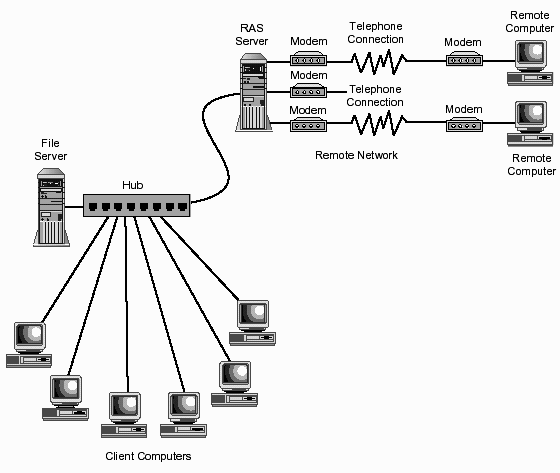 Remote
Computer
Telephone
Connection
RAS
Server
Modem
Modem
Modem
Telephone
Connection
Modem
Modem
Remote Network
Remote
Computer
File
Server
Hub
Client Computers